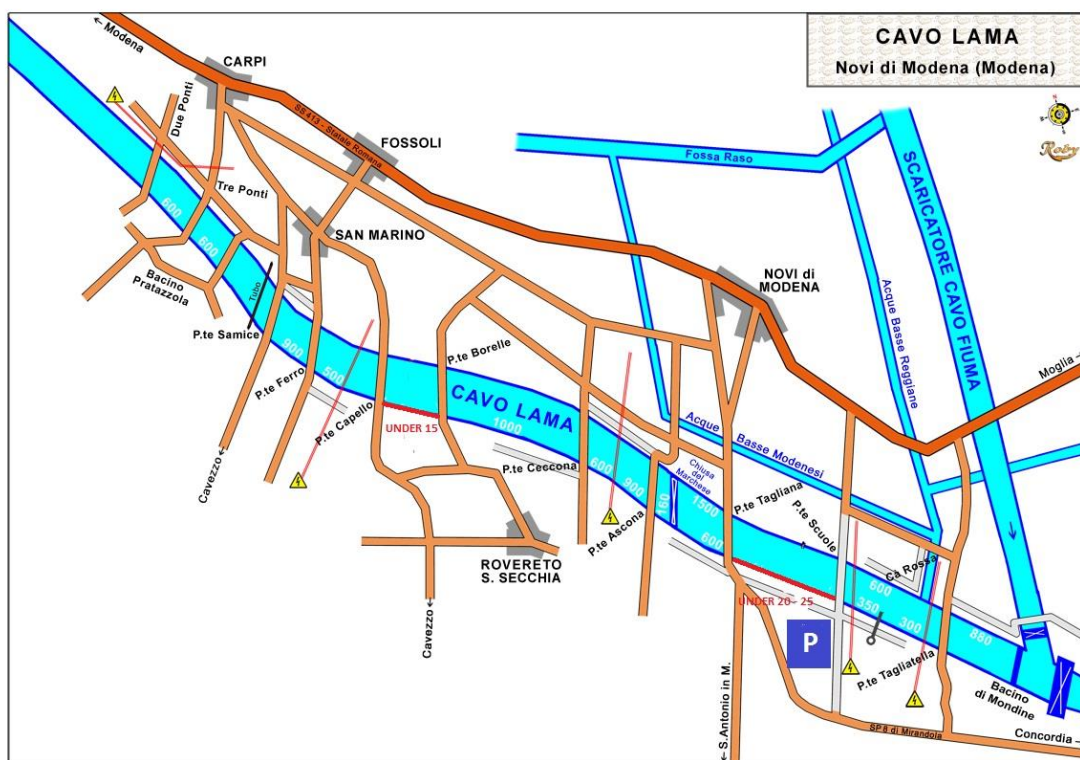 CAVO LAMA
Novi di Modena (Modena)
Roby
← Modena
CARPI
SS 413 - Statale Romana
FOSSOLI
Due Ponti
Tre Ponti
600
600
SAN MARINO
Bacino
Pratazzola
Tubo
P.te Samice
900
500
P.te Ferro
P.te Capello
P.te Borelle
UNDER 15
CAVO LAMA
1000
P.te Ceccona
Cavezzo ←
Cavezzo ←
ROVERETO
S. SECCHIA
NOVI di
MODENA
Fossa Raso
SCARICATORE CAVO FIUMA
Acque Basse Reggiane
Moglia →
Acque Basse Modenesi
600
900
P.te Ascona
160
Chiusa
del
Marchese
1500
600
P.te Tagliana
P.te Scuole
Cà Rossa
UNDER 20 - 25
P
600
350
300
880
P.te Tagliatella
Bacino
di Mondine
← S.Antonio in M.
SP 8 di Mirandola
Concordia →